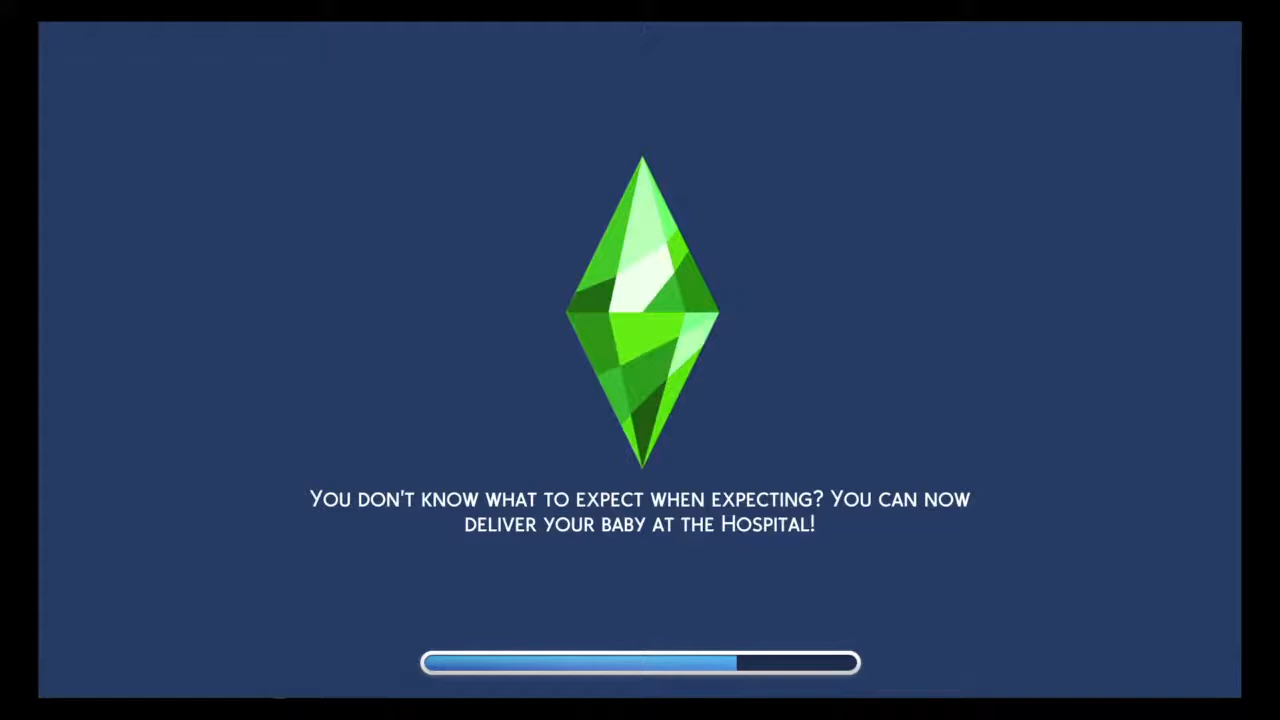 You don't know what to expect when expecting? You can now
deliver your baby at the Hospital!